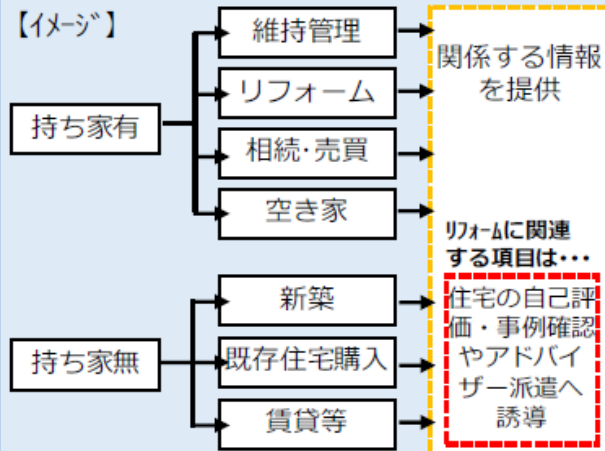 【ｲﾒｰｼﾞ】
持ち家有
維持管理
リフォーム
相続･売買
空き家
関係する情報
を提供
持ち家無
新築
既存住宅購入
賃貸等
ﾘﾌｫｰﾑに関連
する項目は･･･
住宅の自己評
価・事例確認
やアドバイ
ザー派遣へ
誘導